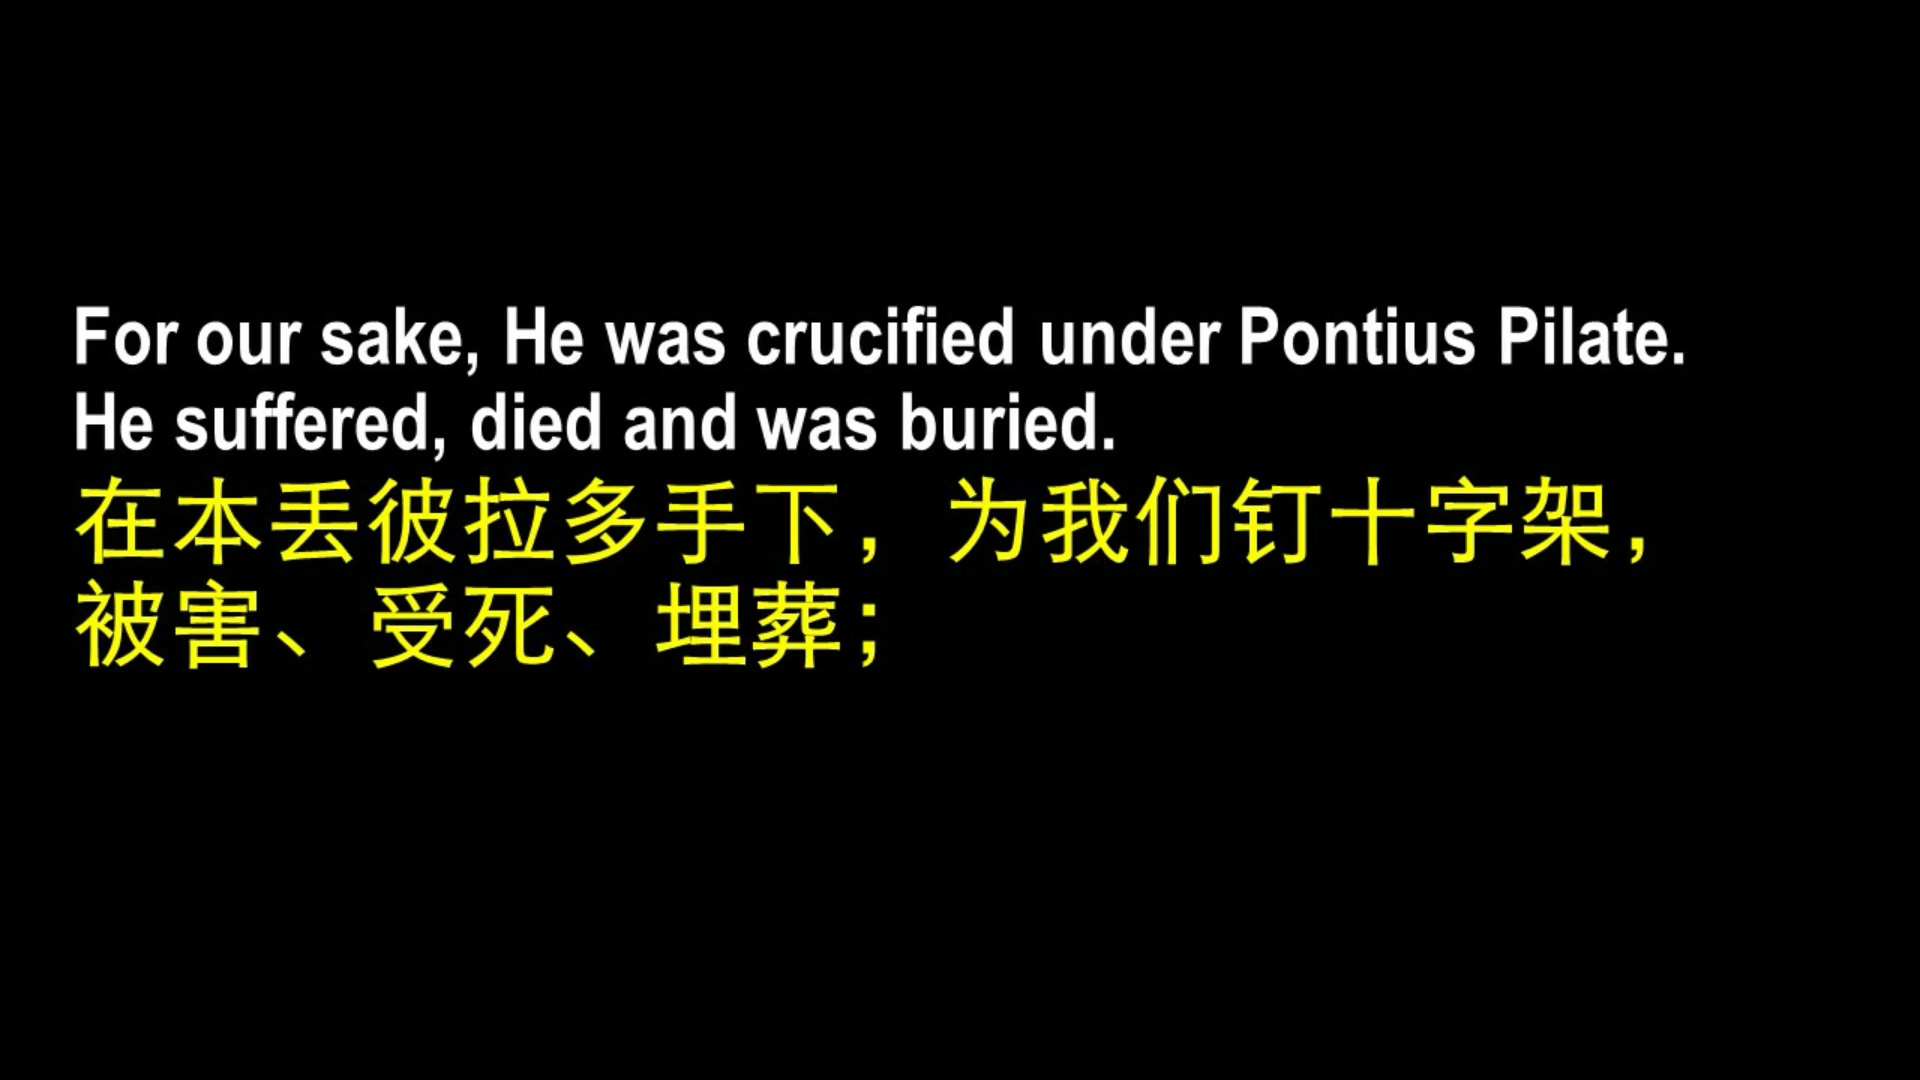 For our sake, He was crucified under Pontius Pilate.
He suffered, died and was buried.
在本丢彼拉多手下，为我们钉十字架，
被害、受死、埋葬；